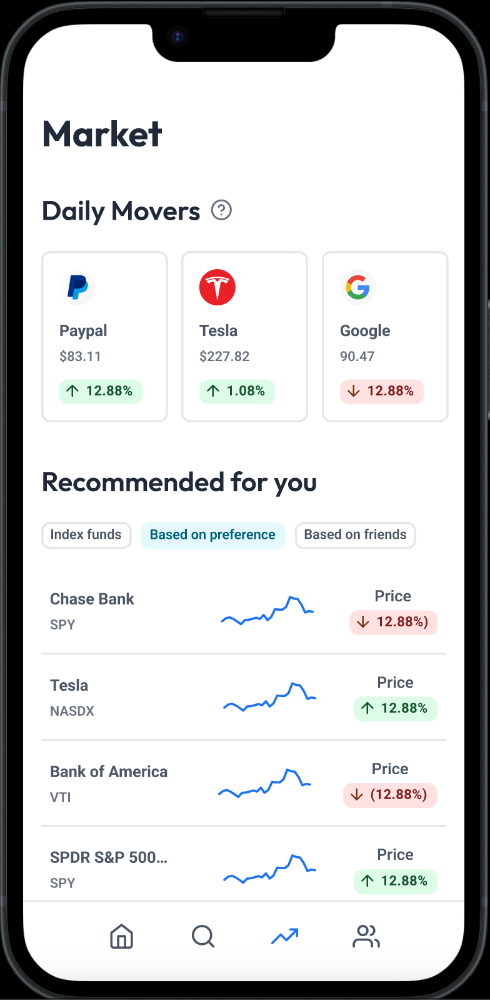 Market
Daily Movers
Paypal
$83.11
12.88%
Tesla
$227.82
1.08%
Google
90.47
12.88%
Recommended for you
Index funds
Based on preference
Based on friends
Chase Bank
SPY
Price
12.88%)
Tesla
NASDX
Price
12.88%
Bank of America
VTI
Price
(12.88%)
SPDR S&P 500...
SPY
Price
12.88%